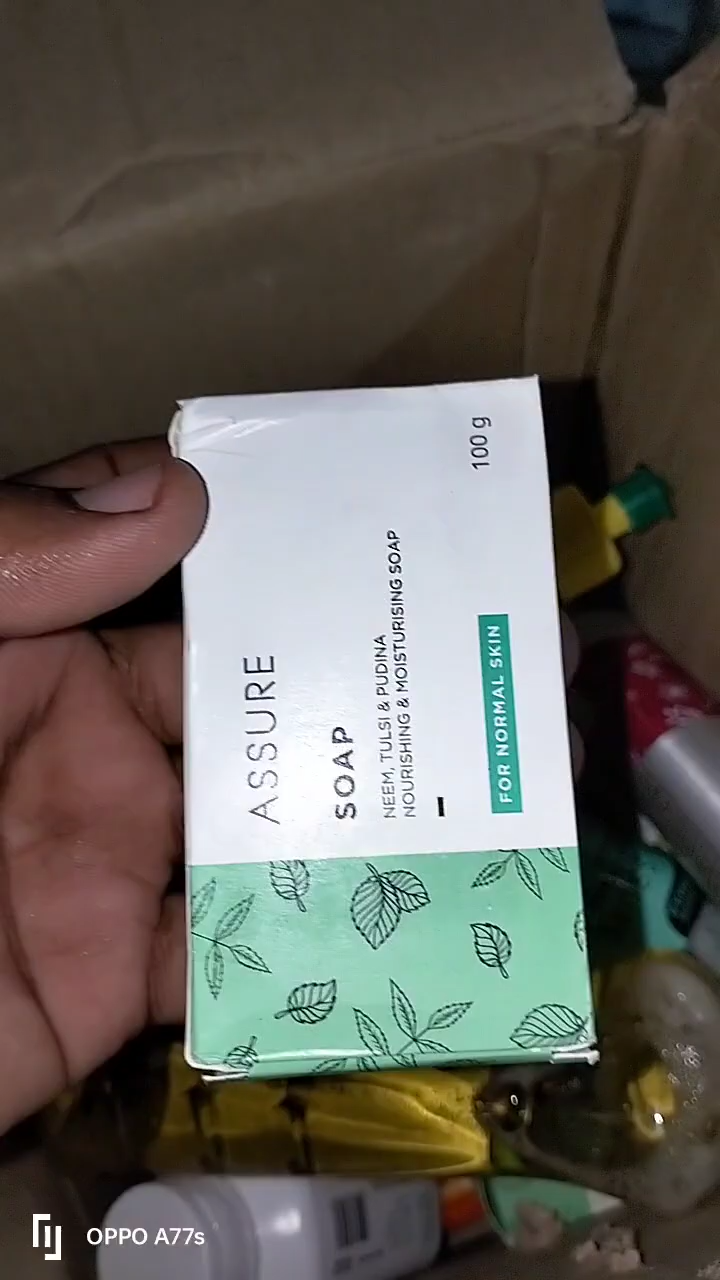 ASSURE
SOAP
NEEM, TULSI & PUDINA
NOURISHING & MOISTURISING SOAP
FOR NORMAL SKIN
100 g
OPPO A77s